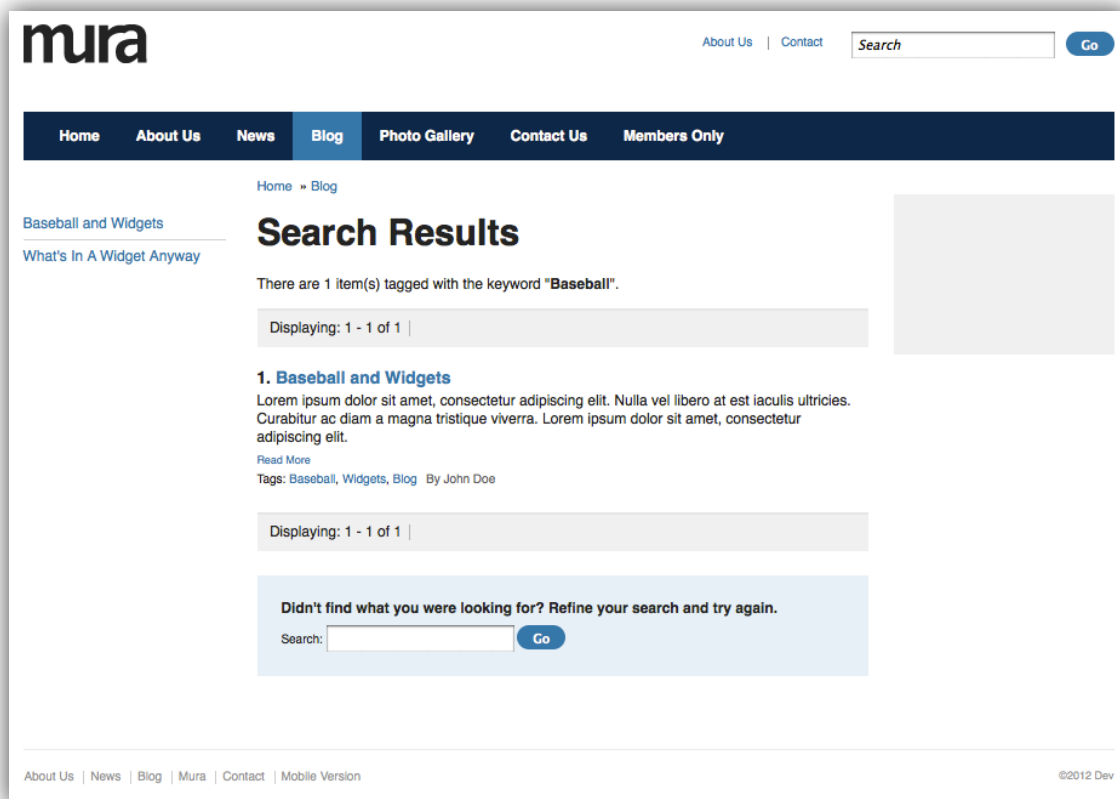 mura
About Us | Contact Search Go
Home About Us News Blog Photo Gallery Contact Us Members Only
Home » Blog
Baseball and Widgets
What's In A Widget Anyway
Search Results
There are 1 item(s) tagged with the keyword "Baseball".
Displaying: 1 - 1 of 1 |
1. Baseball and Widgets
Lorem ipsum dolor sit amet, consectetur adipiscing elit. Nulla vel libero at est iaculis ultricies.
Curabitur ac diam a magna tristique viverra. Lorem ipsum dolor sit amet, consectetur
adipiscing elit.
Read More
Tags: Baseball, Widgets, Blog By John Doe
Displaying: 1 - 1 of 1 |
Didn't find what you were looking for? Refine your search and try again.
Search: Go
About Us | News | Blog | Mura | Contact | Mobile Version ©2012 Dev